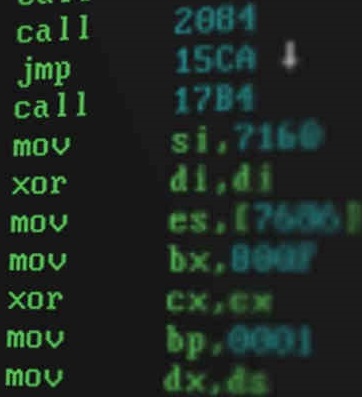 call 2084
jmp 15CA ↓
call 17B4
mov si,7160
xor di,di
mov es,[7606]
mov bx,800F
xor cx,cx
mov bp,0001
mov dx,ds